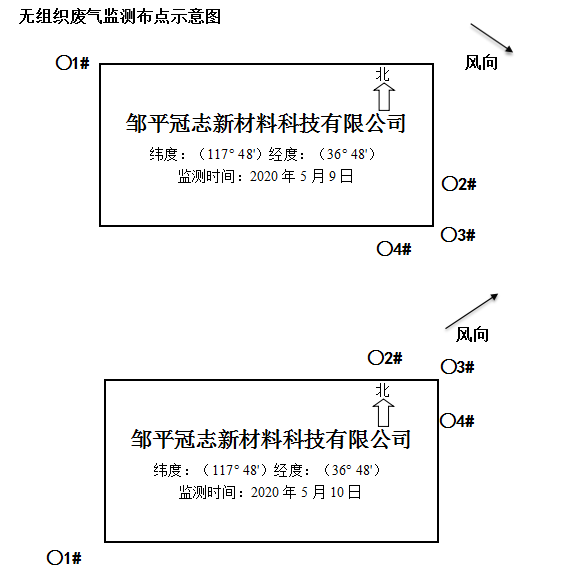 无组织废气监测布点示意图
风向
○1#
北
邹平冠志新材料科技有限公司
纬度：（117° 48'）经度：（36° 48'）
监测时间：2020 年 5 月 9 日
○2#
○3#
○4#
风向
○2#
○3#
北
○4#
邹平冠志新材料科技有限公司
纬度：（117° 48'）经度：（36° 48'）
监测时间：2020 年 5 月 10 日
○1#